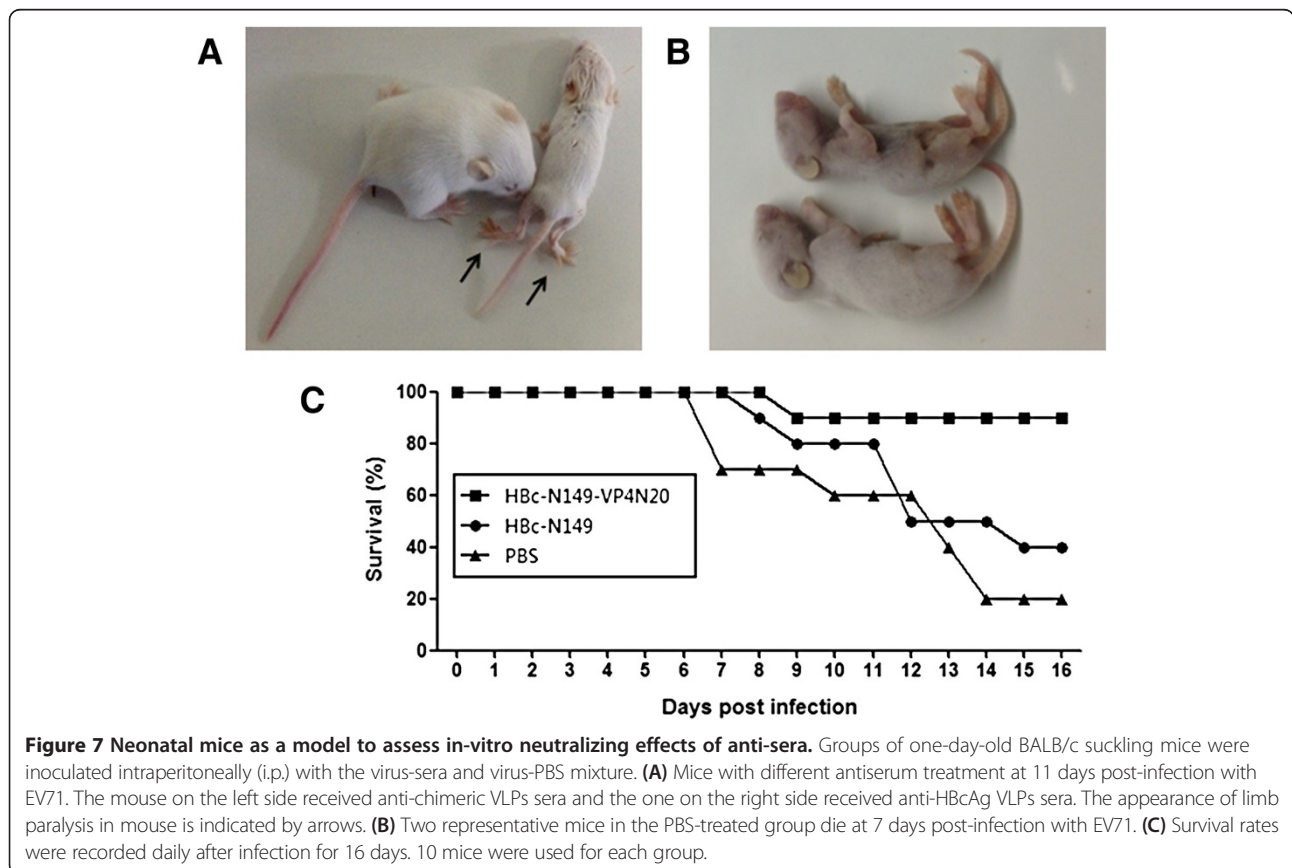 A
B
C
Survival (%)
100
80
60
40
20
0
HBc-N149-VP4N20
HBc-N149
PBS
0 1 2 3 4 5 6 7 8 9 10 11 12 13 14 15 16
Days post infection
Figure 7 Neonatal mice as a model to assess in-vitro neutralizing effects of anti-sera. Groups of one-day-old BALB/c suckling mice were
inoculated intraperitoneally (i.p.) with the virus-sera and virus-PBS mixture. (A) Mice with different antiserum treatment at 11 days post-infection with
EV71. The mouse on the left side received anti-chimeric VLPs sera and the one on the right side received anti-HBcAg VLPs sera. The appearance of limb
paralysis in mouse is indicated by arrows. (B) Two representative mice in the PBS-treated group die at 7 days post-infection with EV71. (C) Survival rates
were recorded daily after infection for 16 days. 10 mice were used for each group.